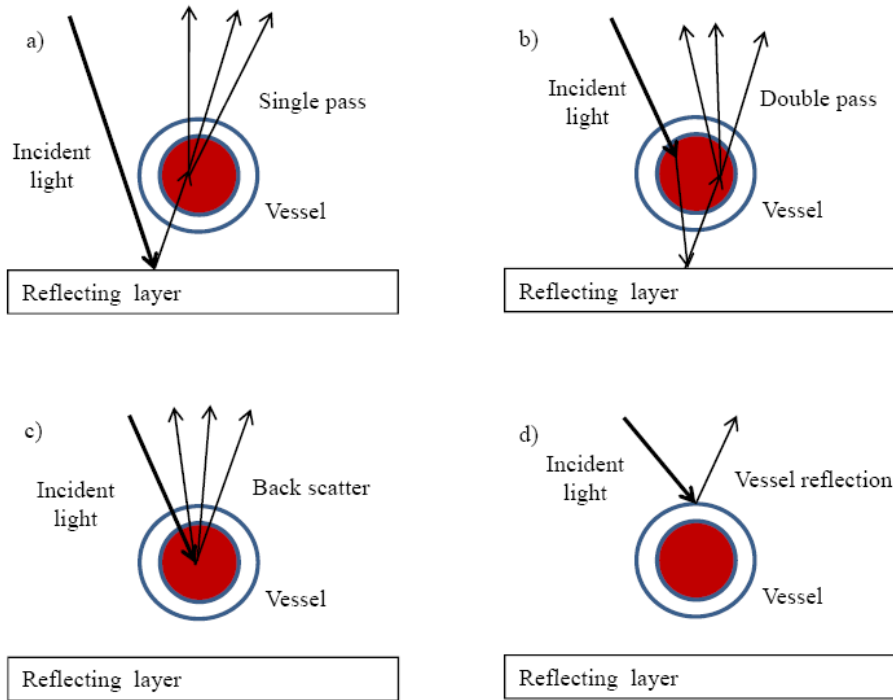 a)
Single pass
Incident
light
Vessel
Reflecting layer
b)
Incident
light
Double pass
Vessel
Reflecting layer
c)
Incident
light
Back scatter
Vessel
Reflecting layer
d)
Incident
light
Vessel reflection
Vessel
Reflecting layer